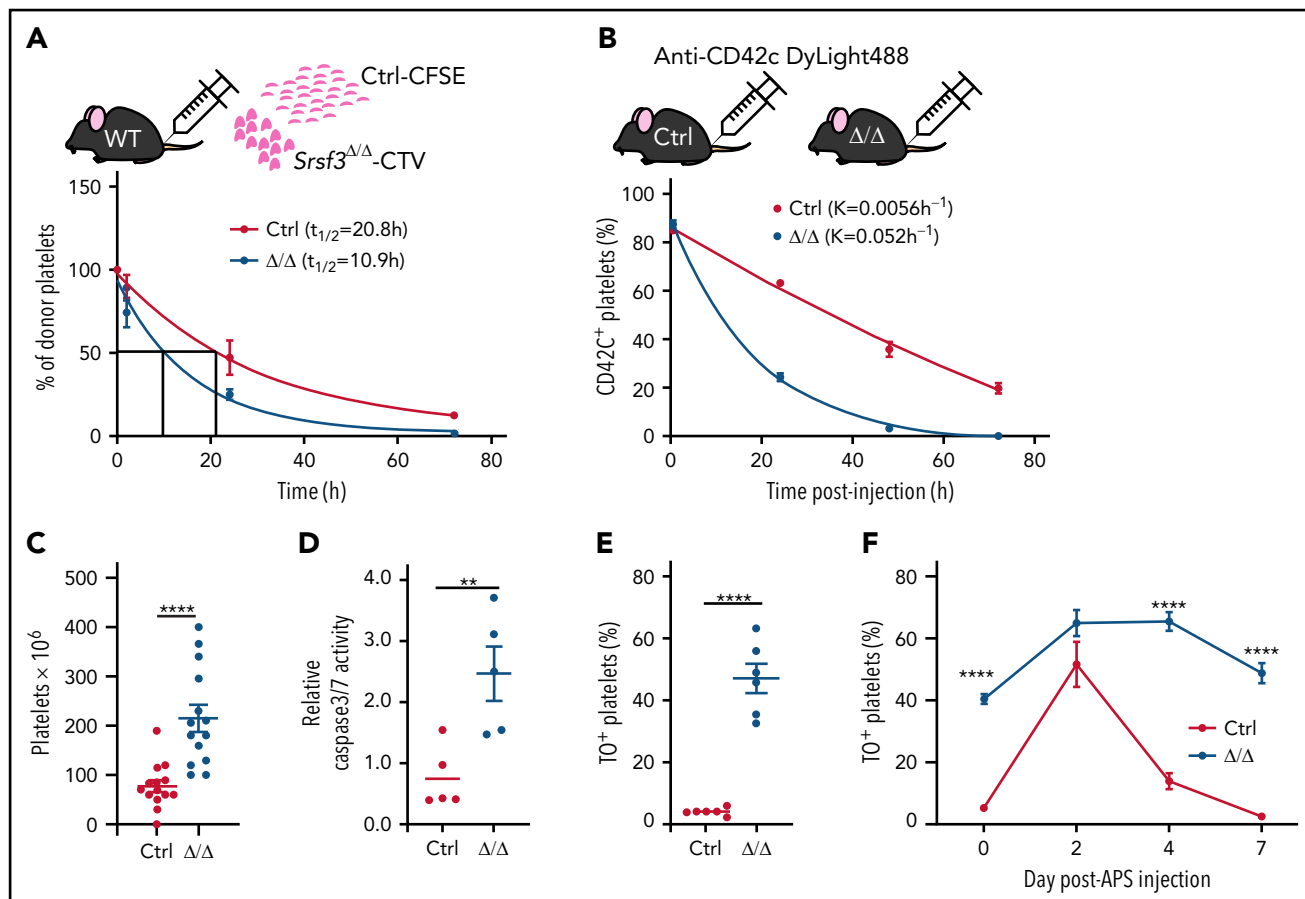 A
Ctrl-CFSE
WT
Srsf3Δ/Δ-CTV
% of donor platelets
150
100
50
0
Ctrl (t1/2=20.8h)
Δ/Δ (t1/2=10.9h)
0 20 40 60 80
Time (h)
B
Anti-CD42c DyLight488
Ctrl
Δ/Δ
CD42C+ platelets (%)
100
80
60
40
20
0
Ctrl (K=0.0056h−1)
Δ/Δ (K=0.052h−1)
0 20 40 60 80
Time post-injection (h)
C
Platelets × 10⁶
500
400
300
200
100
0
****
Ctrl Δ/Δ
D
Relative
caspase3/7 activity
4.0
3.0
2.0
1.0
0.0
**
Ctrl Δ/Δ
E
TO+ platelets (%)
80
60
40
20
0
****
Ctrl Δ/Δ
F
TO+ platelets (%)
80
60
40
20
0
****
****
****
Ctrl
Δ/Δ
0 2 4 7
Day post-APS injection